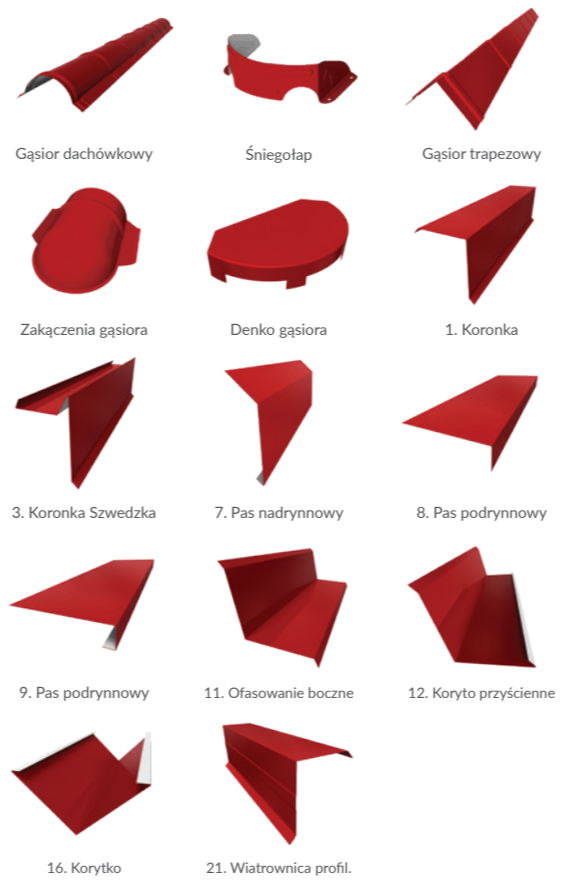 Gąsior dachówkowy
Śniegołap
Gąsior trapezowy
Zakączenia gąsiora
Denko gąsiora
1. Koronka
3. Koronka Szwedzka
7. Pas nadrynnowy
8. Pas podrynnowy
9. Pas podrynnowy
11. Ofasowanie boczne
12. Koryto przyścienne
16. Korytko
21. Wiatrownica profil.